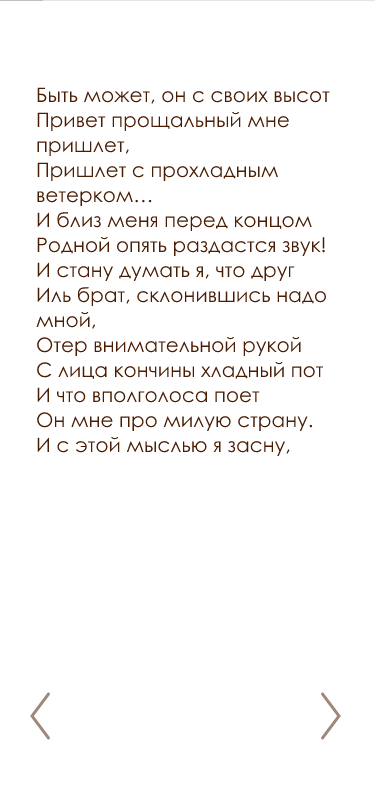 Быть может, он с своих высот
Привет прощальный мне
пришлет,
Пришлет с прохладным
ветерком...
И близ меня перед концом
Родной опять раздастся звук!
И стану думать я, что друг
Иль брат, склонившись надо
мной,
Отер внимательной рукой
С лица кончины хладный пот
И что вполголоса поет
Он мне про милую страну.
И с этой мыслью я засну,